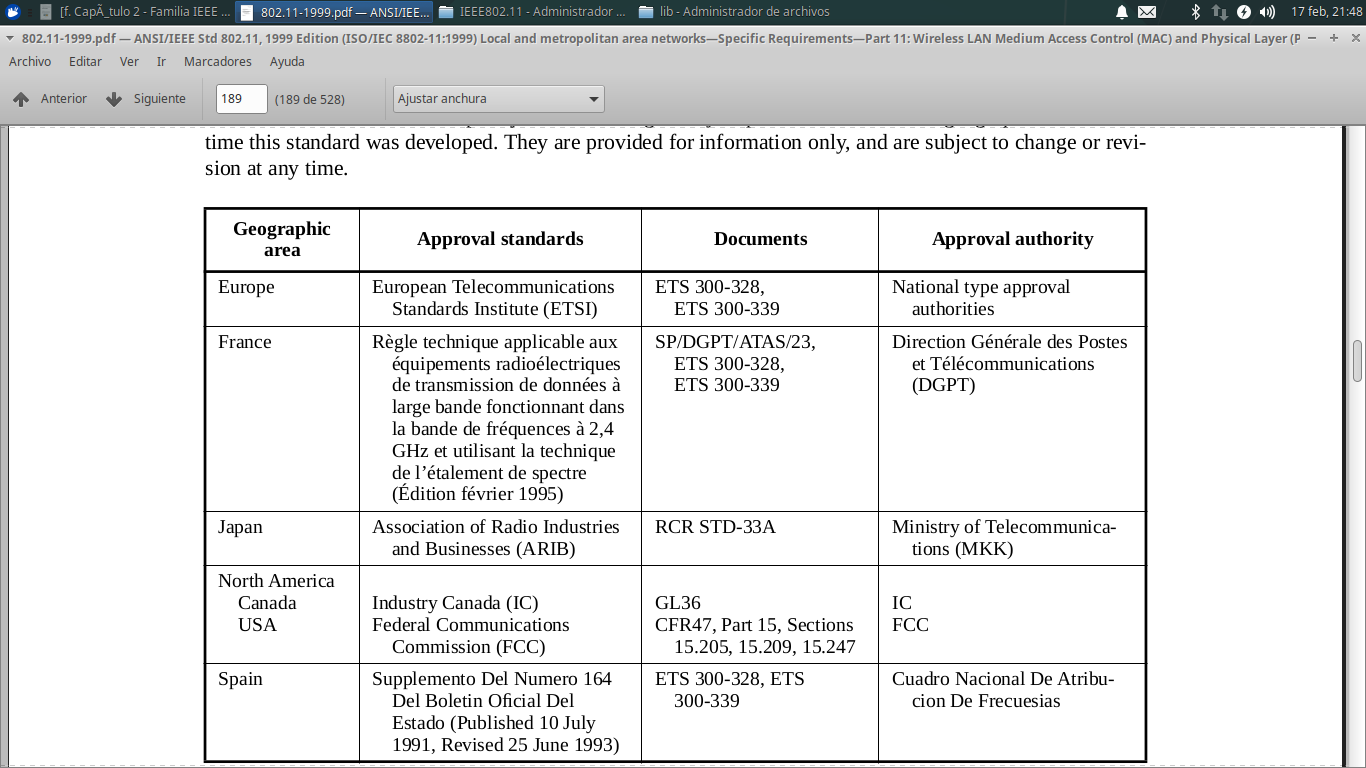 [f. CapÃ_tulo 2 - Familia IEEE ...
802.11-1999.pdf — ANSI/IEE...
IEEE802.11 - Administrador ...
lib - Administrador de archivos
17 feb, 21:48
802.11-1999.pdf — ANSI/IEEE Std 802.11, 1999 Edition (ISO/IEC 8802-11:1999) Local and metropolitan area networks—Specific Requirements—Part 11: Wireless LAN Medium Access Control (MAC) and Physical Layer (P
Archivo Editar Ver Ir Marcadores Ayuda
Anterior Siguiente 189 (189 de 528) Ajustar anchura
time this standard was developed. They are provided for information only, and are subject to change or revi-
sion at any time.
Geographic
area
Approval standards
Documents
Approval authority
Europe
European Telecommunications
Standards Institute (ETSI)
ETS 300-328,
ETS 300-339
National type approval
authorities
France
Règle technique applicable aux
équipements radioélectriques
de transmission de données à
large bande fonctionnant dans
la bande de fréquences à 2,4
GHz et utilisant la technique
de l’étalement de spectre
(Édition février 1995)
SP/DGPT/ATAS/23,
ETS 300-328,
ETS 300-339
Direction Générale des Postes
et Télécommunications
(DGPT)
Japan
Association of Radio Industries
and Businesses (ARIB)
RCR STD-33A
Ministry of Telecommunica-
tions (MKK)
North America
Canada
USA
Industry Canada (IC)
Federal Communications
Commission (FCC)
GL36
CFR47, Part 15, Sections
15.205, 15.209, 15.247
IC
FCC
Spain
Supplemento Del Numero 164
Del Boletin Oficial Del
Estado (Published 10 July
1991, Revised 25 June 1993)
ETS 300-328, ETS
300-339
Cuadro Nacional De Atribu-
cion De Frecuesias